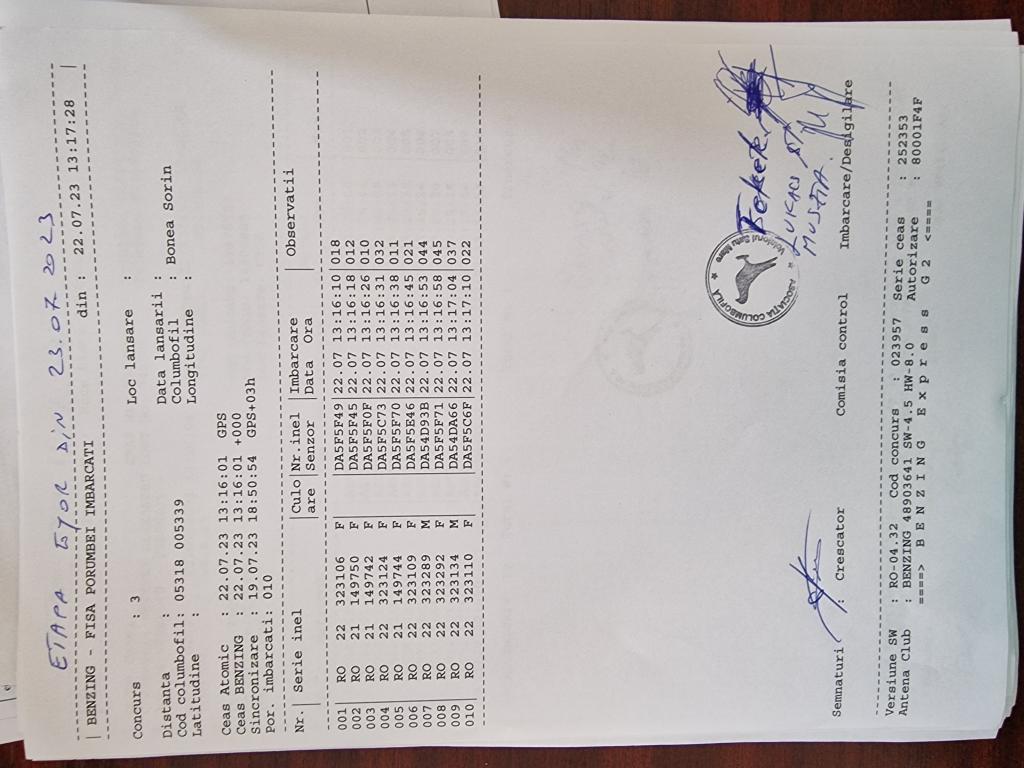 ETAPA DIN 23.07.2023
| BENZING - FISA PORUMBEI IMBARCATI din : 22.07.23 13:17:28 |
Concurs : 3 Loc lansare :
Distanta : Data lansarii :
Cod columbofil: 05318 005339 Columbofil : Bonea Sorin
Latitudine : Longitudine :
Ceas Atomic : 22.07.23 13:16:01 GPS
Ceas BENZING : 22.07.23 13:16:01 +000
Sincronizare : 19.07.23 18:50:54 GPS+03h
Por. imbarcati: 010
Nr.| Serie inel |Culo|Nr.inel |Imbarcare | Observatii
|are |Senzor |Data Ora |
001| RO 22 323106 F | |DA5F5F49|22.07 13:16:10|018
002| RO 21 149750 F | |DA5F5F45|22.07 13:16:18|012
003| RO 21 149742 F | |DA5F5F0F|22.07 13:16:26|010
004| RO 22 323124 F | |DA5F5C73|22.07 13:16:31|032
005| RO 21 149744 F | |DA5F5F70|22.07 13:16:38|011
006| RO 22 323109 F | |DA5F5E46|22.07 13:16:45|021
007| RO 22 323289 M | |DA54D93B|22.07 13:16:53|044
008| RO 22 323292 F | |DA5F5F71|22.07 13:16:58|045
009| RO 22 323134 M | |DA54DA66|22.07 13:17:04|037
010| RO 22 323110 F | |DA5F5C6F|22.07 13:17:10|022
ASOCIATIA COLUMBOFILA
Voiajorul Satu Mare
LUKACS ST
MUSTEA
Semnaturi : Crescator Comisia control Imbarcare/Desigilare
Versiune SW : RO-04.32 Cod concurs : 023957 Serie ceas : 252353
Antena Club : BENZING 48903641 SW-4.5 HW-8.0 Autorizare : 80001F4F
====> B E N Z I N G E x p r e s s G 2 <====